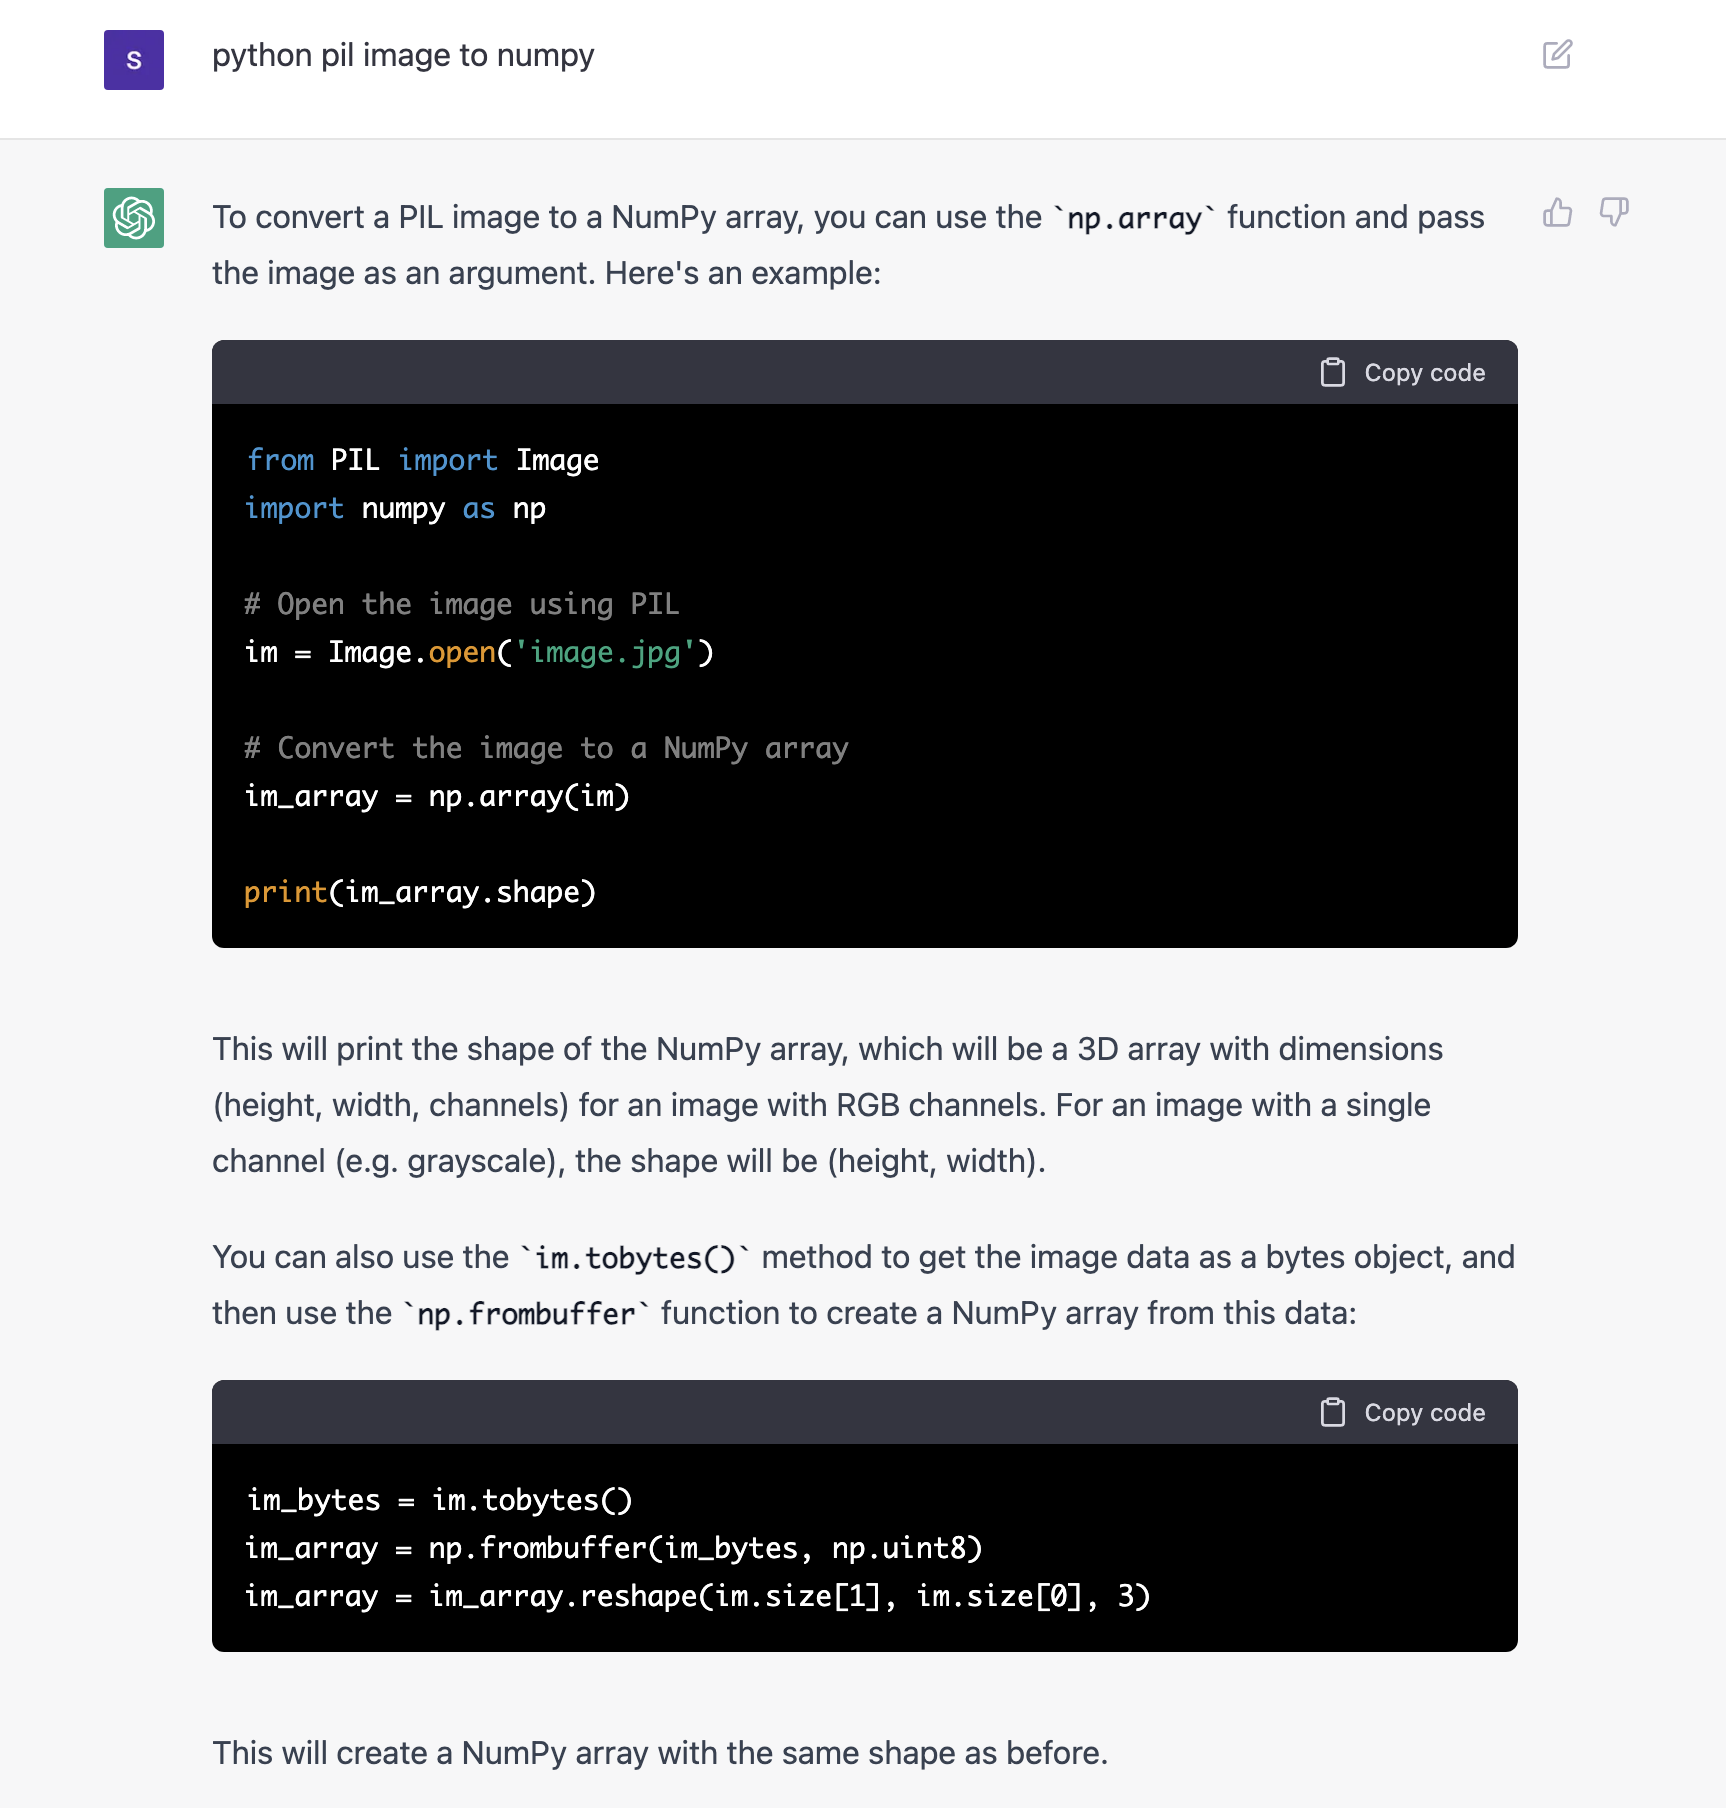 S
python pil image to numpy
To convert a PIL image to a NumPy array, you can use the `np.array` function and pass
the image as an argument. Here's an example:
Copy code
from PIL import Image
import numpy as np
# Open the image using PIL
im = Image.open('image.jpg')
# Convert the image to a NumPy array
im_array = np.array(im)
print(im_array.shape)
This will print the shape of the NumPy array, which will be a 3D array with dimensions
(height, width, channels) for an image with RGB channels. For an image with a single
channel (e.g. grayscale), the shape will be (height, width).
You can also use the `im.tobytes()` method to get the image data as a bytes object, and
then use the `np.frombuffer` function to create a NumPy array from this data:
Copy code
im_bytes = im.tobytes()
im_array = np.frombuffer(im_bytes, np.uint8)
im_array = im_array.reshape(im.size[1], im.size[0], 3)
This will create a NumPy array with the same shape as before.